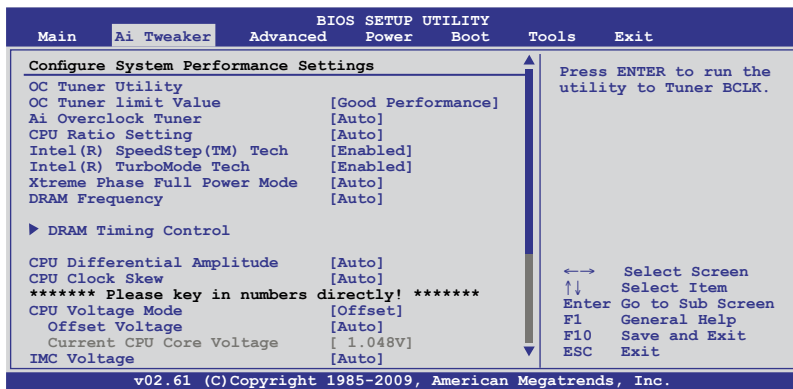 BIOS SETUP UTILITY
Main Ai Tweaker Advanced Power Boot Tools Exit
Configure System Performance Settings
OC Tuner Utility
OC Tuner limit Value [Good Performance]
Ai Overclock Tuner [Auto]
CPU Ratio Setting [Auto]
Intel(R) SpeedStep(TM) Tech [Enabled]
Intel(R) TurboMode Tech [Enabled]
Xtreme Phase Full Power Mode [Auto]
DRAM Frequency [Auto]
DRAM Timing Control
CPU Differential Amplitude [Auto]
CPU Clock Skew [Auto]
******* Please key in numbers directly! *******
CPU Voltage Mode [Offset]
Offset Voltage [Auto]
Current CPU Core Voltage [ 1.048V]
IMC Voltage [Auto]
Press ENTER to run the
utility to Tuner BCLK.
←→ Select Screen
↑↓ Select Item
Enter Go to Sub Screen
F1 General Help
F10 Save and Exit
ESC Exit
v02.61 (C)Copyright 1985-2009, American Megatrends, Inc.